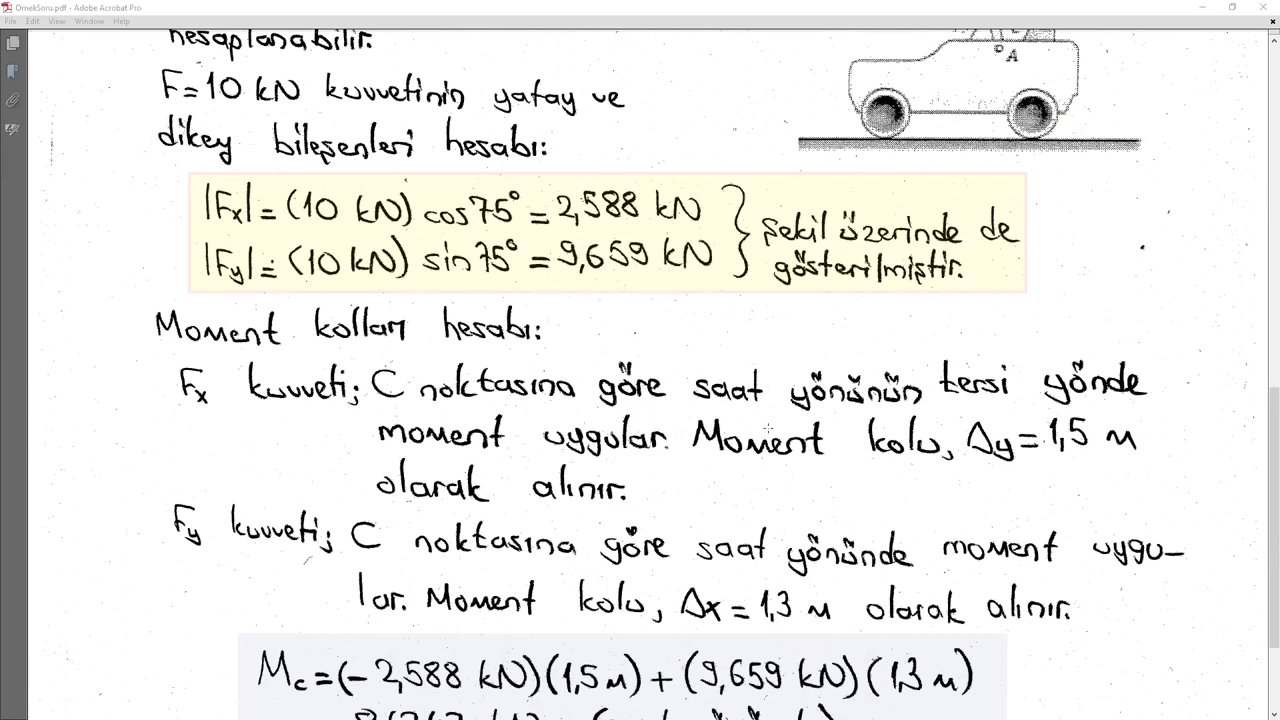 OrnekSoru.pdf - Adobe Acrobat Pro
File Edit View Window Help
hesaplanabilir.
A
F=10 kN kuvvetinin yatay ve
dikey bileşenleri hesabı:
|Fx| = (10 kN) cos75° = 2,588 kN
|Fy| = (10 kN) sin75° = 9,659 kN
şekil üzerinde de
gösterilmiştir.
Moment kolları hesabı:
Fx kuvveti; C noktasına göre saat yönünün tersi yönde
moment uygular. Moment kolu, Δy = 1,5 m
olarak alınır.
Fy kuvveti; C noktasına göre saat yönünde moment uygu-
lar. Moment kolu, Δx = 1,3 m olarak alınır.
Mc = (-2,588 kN)(1,5 m) + (9,659 kN)(1,3 m)